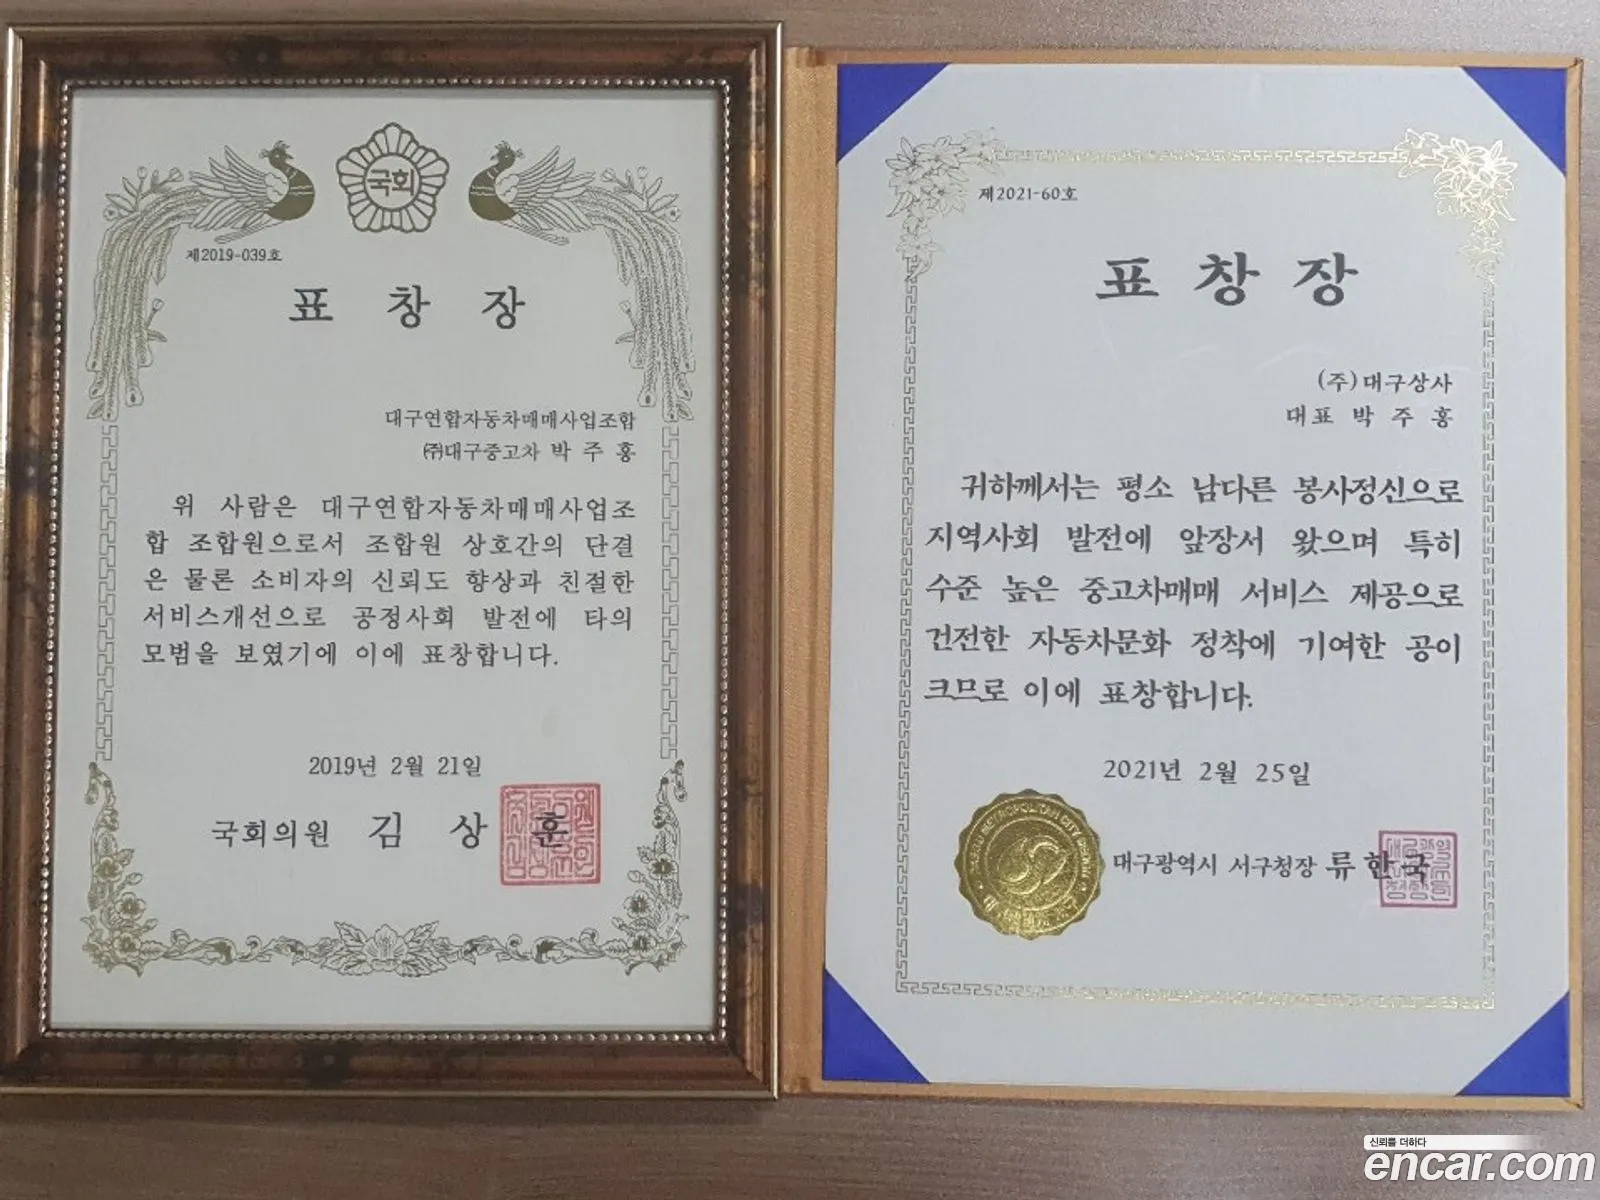 국회
제2019-039호
표 창 장
대구연합자동차매매사업조합
㈜대구중고차 박 주 홍
위 사람은 대구연합자동차매매사업조
합 조합원으로서 조합원 상호간의 단결
은 물론 소비자의 신뢰도 향상과 친절한
서비스개선으로 공정사회 발전에 타의
모범을 보였기에 이에 표창합니다.
2019년 2월 21일
국회의원 김 상 훈
제2021-60호
표 창 장
(주)대구상사
대표 박 주 홍
귀하께서는 평소 남다른 봉사정신으로
지역사회 발전에 앞장서 왔으며 특히
수준 높은 중고차매매 서비스 제공으로
건전한 자동차문화 정착에 기여한 공이
크므로 이에 표창합니다.
2021년 2월 25일
METROPOLITAN CITY
대구광역시 서구청장 류 한 국
신뢰를 더하다
encar.com